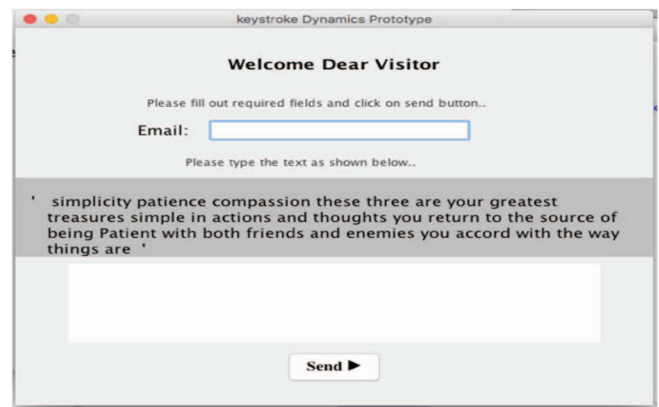 keystroke Dynamics Prototype
Welcome Dear Visitor
Please fill out required fields and click on send button..
Email:
Please type the text as shown below..
' simplicity patience compassion these three are your greatest
treasures simple in actions and thoughts you return to the source of
being Patient with both friends and enemies you accord with the way
things are '
Send ▶